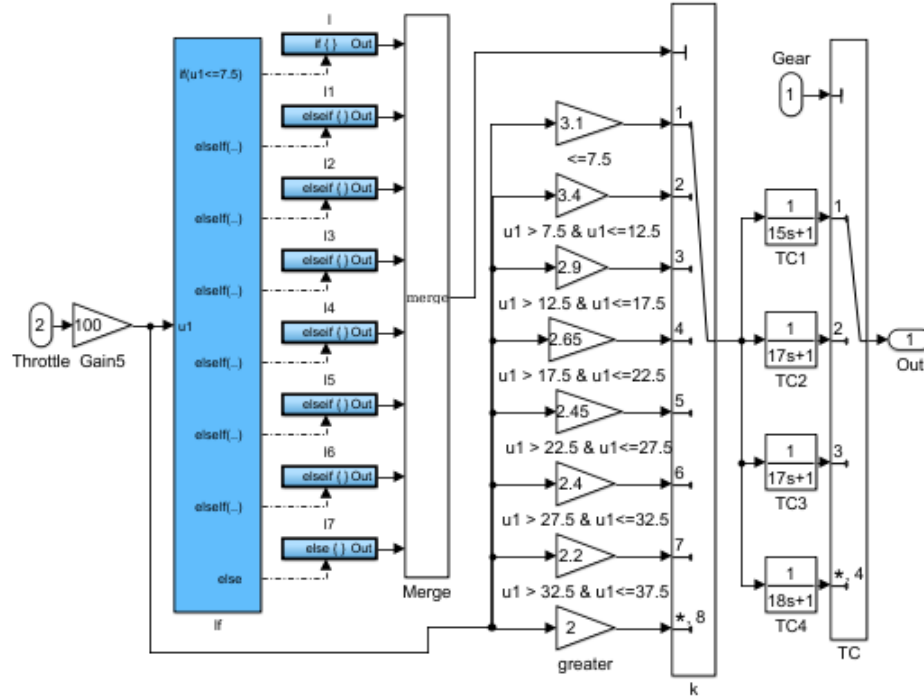 I
if { } Out
if(u1<=7.5)
I1
elseif { } Out
elseif(..)
I2
elseif { } Out
elseif(..)
I3
elseif { } Out
elseif(..)
I4
elseif { } Out
elseif(..)
I5
elseif { } Out
elseif(..)
I6
elseif { } Out
elseif(..)
I7
else { } Out
else
u1
If
2
Throttle
100
Gain5
merge
Merge
3.1
<=7.5
3.4
u1 > 7.5 & u1<=12.5
2.9
u1 > 12.5 & u1<=17.5
2.65
u1 > 17.5 & u1<=22.5
2.45
u1 > 22.5 & u1<=27.5
2.4
u1 > 27.5 & u1<=32.5
2.2
u1 > 32.5 & u1<=37.5
2
greater
1
2
3
4
5
6
7
*, 8
k
Gear
1
1
15s+1
TC1
1
17s+1
TC2
1
17s+1
TC3
1
18s+1
TC4
1
2
3
*, 4
TC
1
Out